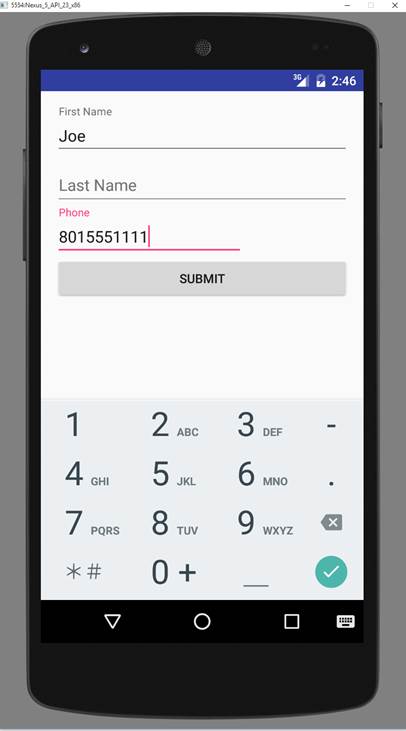 5554:Nexus_5_API_23_x86
3G 2:46
First Name
Joe
Last Name
Phone
8015551111
SUBMIT
1 2 ABC 3 DEF -
4 GHI 5 JKL 6 MNO .
7 PQRS 8 TUV 9 WXYZ
*# 0 + _